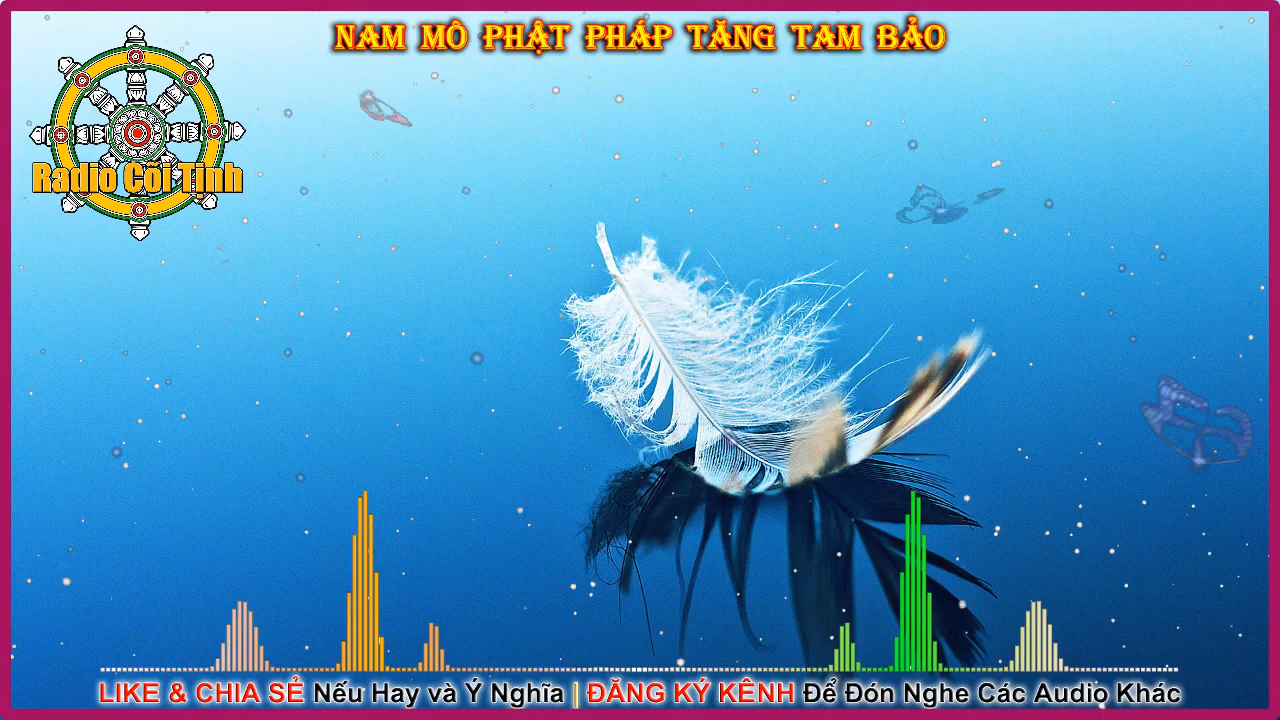 NAM MÔ PHẬT PHÁP TĂNG TAM BẢO
Radio Cõi Tịnh
LIKE & CHIA SẺ Nếu Hay và Ý Nghĩa | ĐĂNG KÝ KÊNH Để Đón Nghe Các Audio Khác